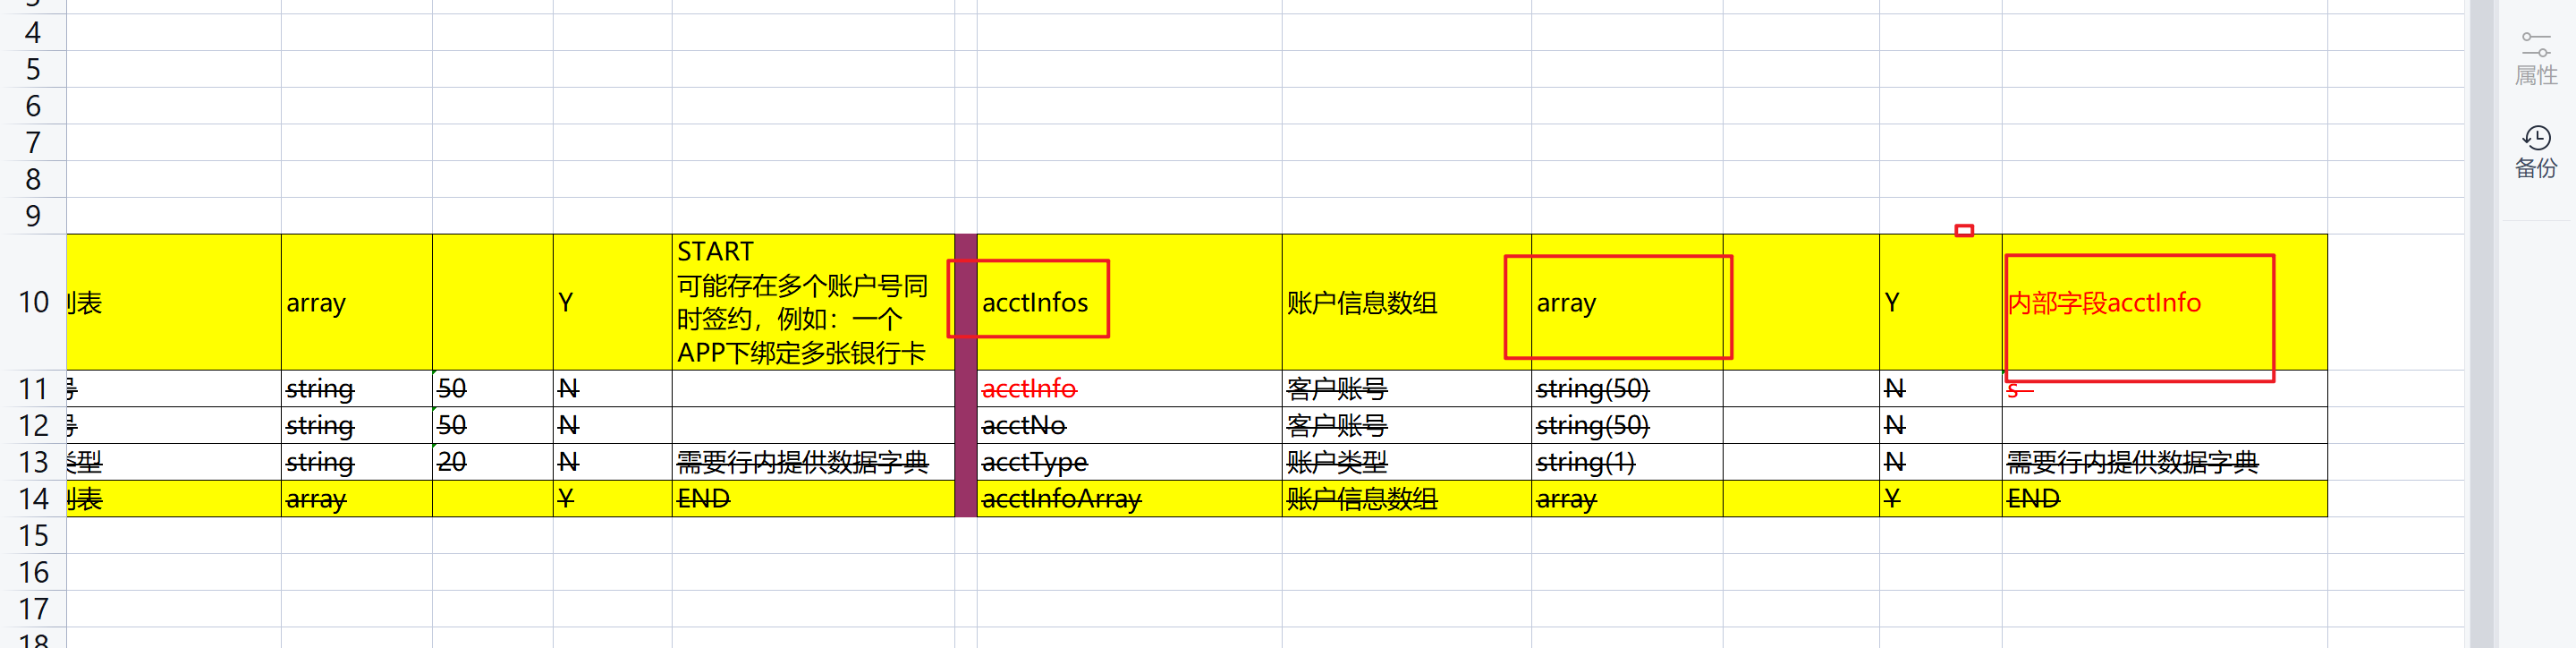 4
5
6
7
8
9
10 列表 array Y START
可能存在多个账户号同
时签约，例如：一个
APP下绑定多张银行卡 acctInfos 账户信息数组 array Y 内部字段acctInfo
11 号 string 50 N acctInfo 客户账号 string(50) N s
12 号 string 50 N acctNo 客户账号 string(50) N
13 类型 string 20 N 需要行内提供数据字典 acctType 账户类型 string(1) N 需要行内提供数据字典
14 列表 array Y END acctInfoArray 账户信息数组 array Y END
15
16
17
18
属性
备份